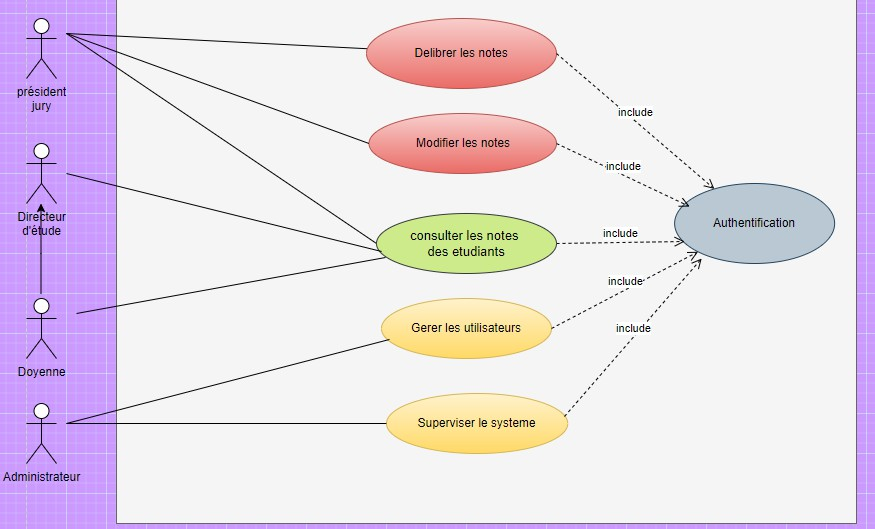 président
jury
Directeur
d'étude
Doyenne
Administrateur
Delibrer les notes
Modifier les notes
consulter les notes
des etudiants
Gerer les utilisateurs
Superviser le systeme
include
include
include
include
include
Authentification